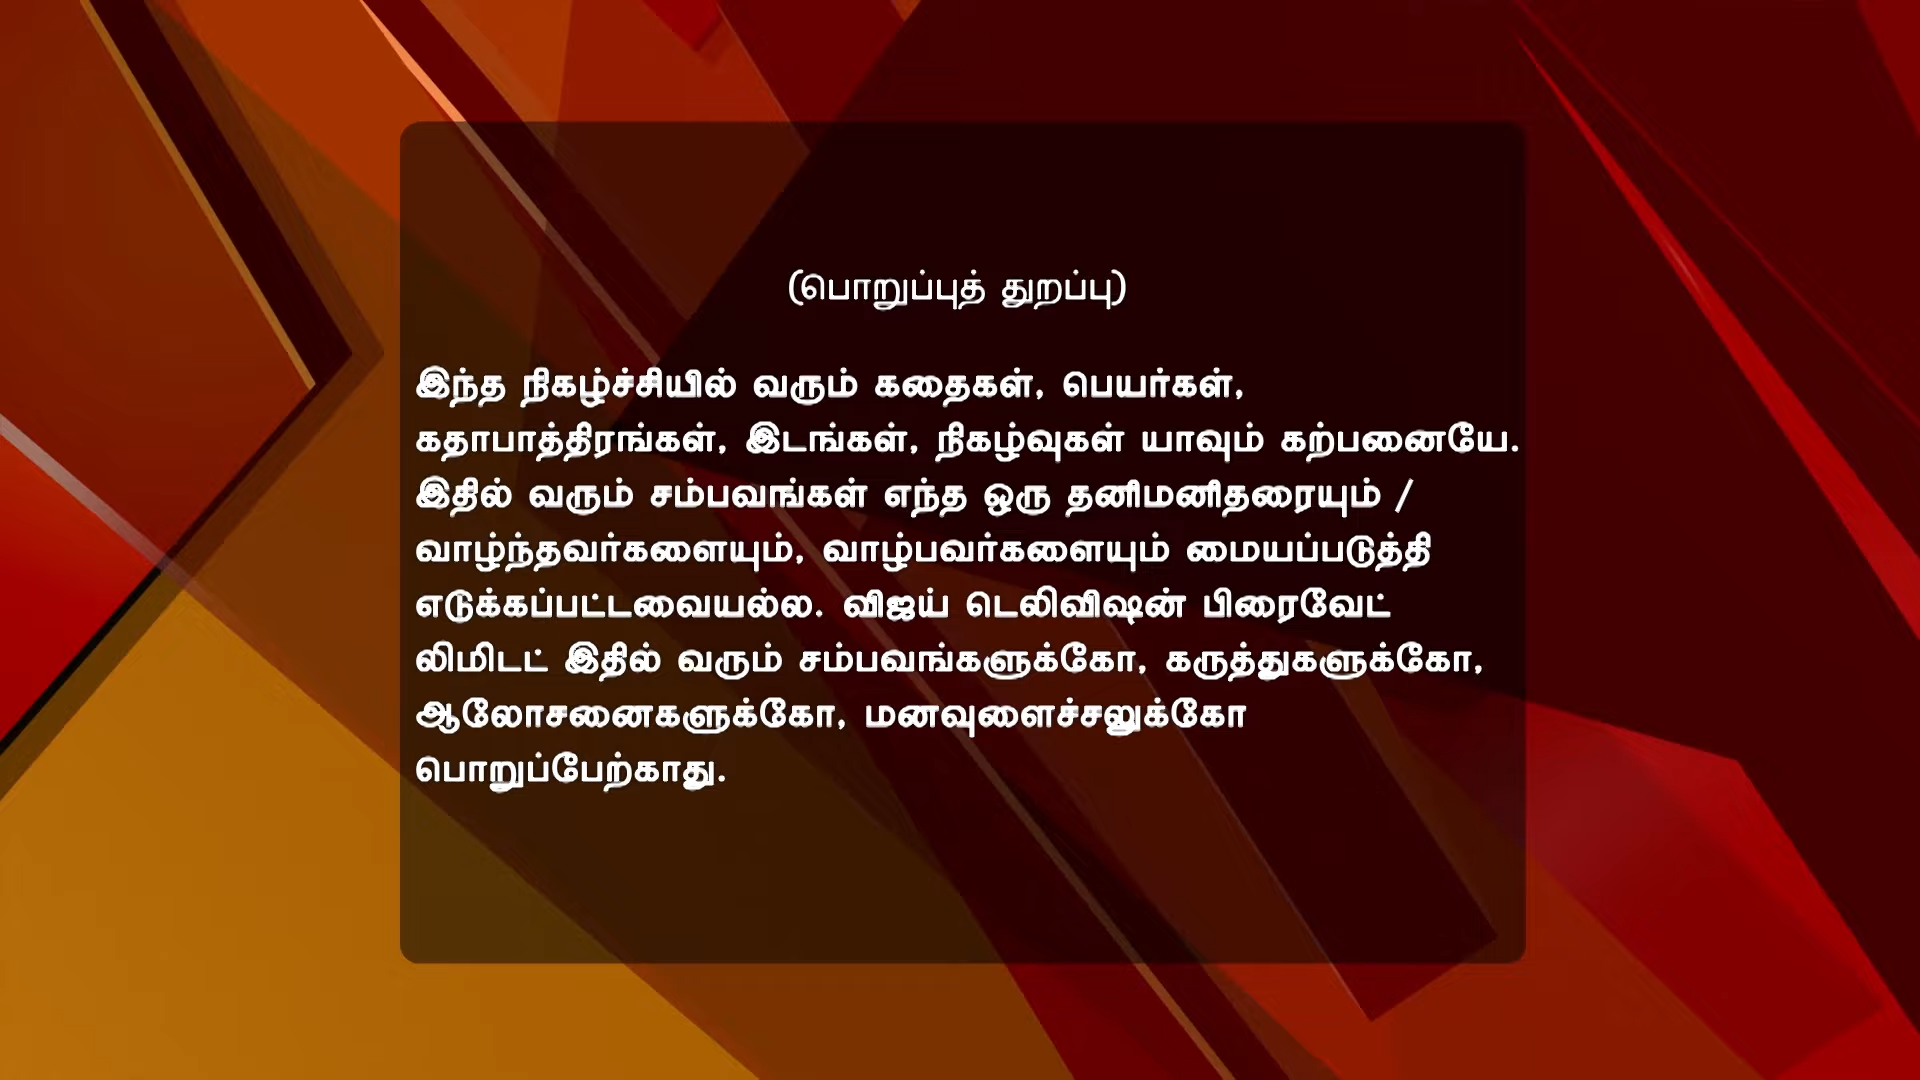 (பொறுப்புத் துறப்பு)
இந்த நிகழ்ச்சியில் வரும் கதைகள், பெயர்கள்,
கதாபாத்திரங்கள், இடங்கள், நிகழ்வுகள் யாவும் கற்பனையே.
இதில் வரும் சம்பவங்கள் எந்த ஒரு தனிமனிதரையும் /
வாழ்ந்தவர்களையும், வாழ்பவர்களையும் மையப்படுத்தி
எடுக்கப்பட்டவையல்ல. விஜய் டெலிவிஷன் பிரைவேட்
லிமிடட் இதில் வரும் சம்பவங்களுக்கோ, கருத்துகளுக்கோ,
ஆலோசனைகளுக்கோ, மனவுளைச்சலுக்கோ
பொறுப்பேற்காது.